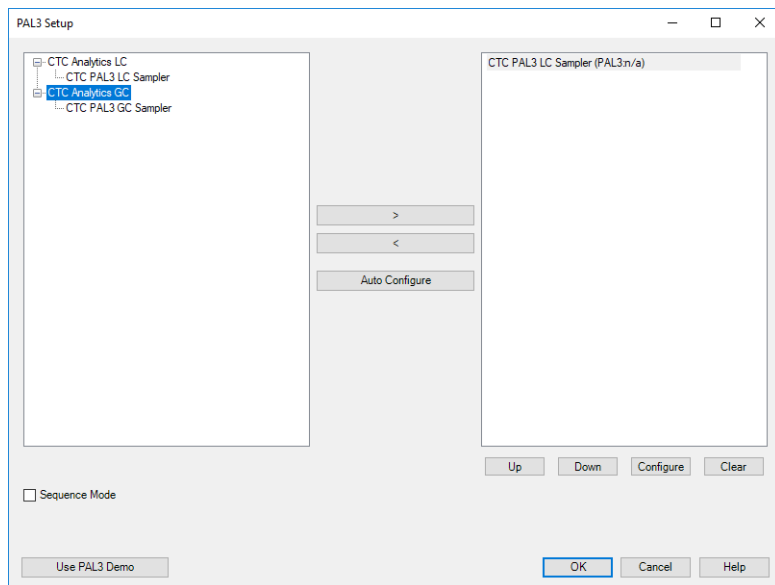 PAL3 Setup
CTC Analytics LC
CTC PAL3 LC Sampler
CTC Analytics GC
CTC PAL3 GC Sampler
>
<
Auto Configure
CTC PAL3 LC Sampler (PAL3:n/a)
Up
Down
Configure
Clear
Sequence Mode
Use PAL3 Demo
OK
Cancel
Help